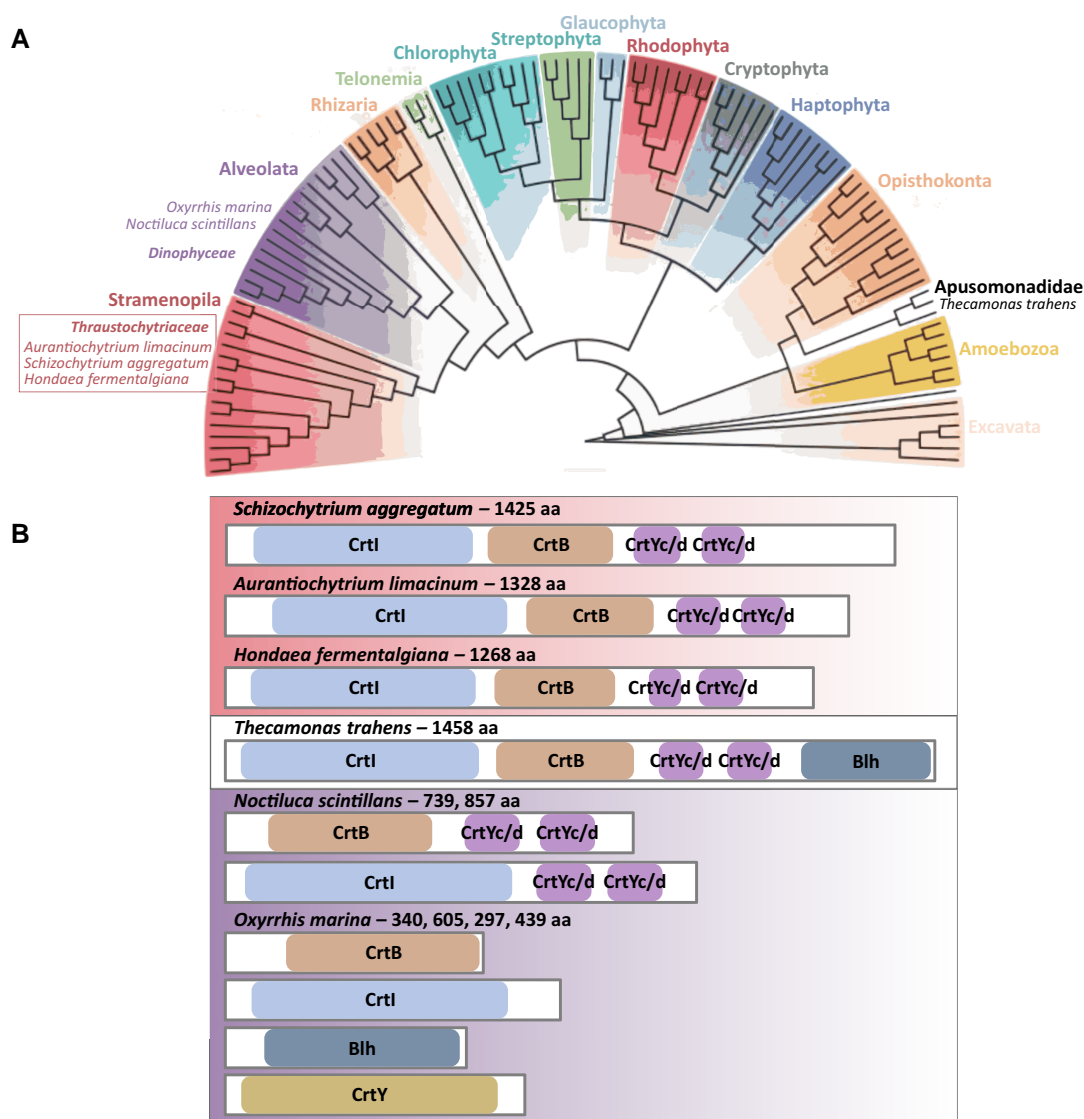 A
Glaucophyta
Streptophyta
Chlorophyta
Rhodophyta
Cryptophyta
Telonemia
Rhizaria
Haptophyta
Alveolata
Opisthokonta
Oxyrrhis marina
Noctiluca scintillans
Dinophyceae
Apusomonadidae
Thecamonas trahens
Stramenopila
Thraustochytriaceae
Aurantiochytrium limacinum
Schizochytrium aggregatum
Hondaea fermentalgiana
Amoebozoa
Excavata
B
Schizochytrium aggregatum – 1425 aa
CrtI CrtB CrtYc/d CrtYc/d
Aurantiochytrium limacinum – 1328 aa
CrtI CrtB CrtYc/d CrtYc/d
Hondaea fermentalgiana – 1268 aa
CrtI CrtB CrtYc/d CrtYc/d
Thecamonas trahens – 1458 aa
CrtI CrtB CrtYc/d CrtYc/d Blh
Noctiluca scintillans – 739, 857 aa
CrtB CrtYc/d CrtYc/d
CrtI CrtYc/d CrtYc/d
Oxyrrhis marina – 340, 605, 297, 439 aa
CrtB
CrtI
Blh
CrtY